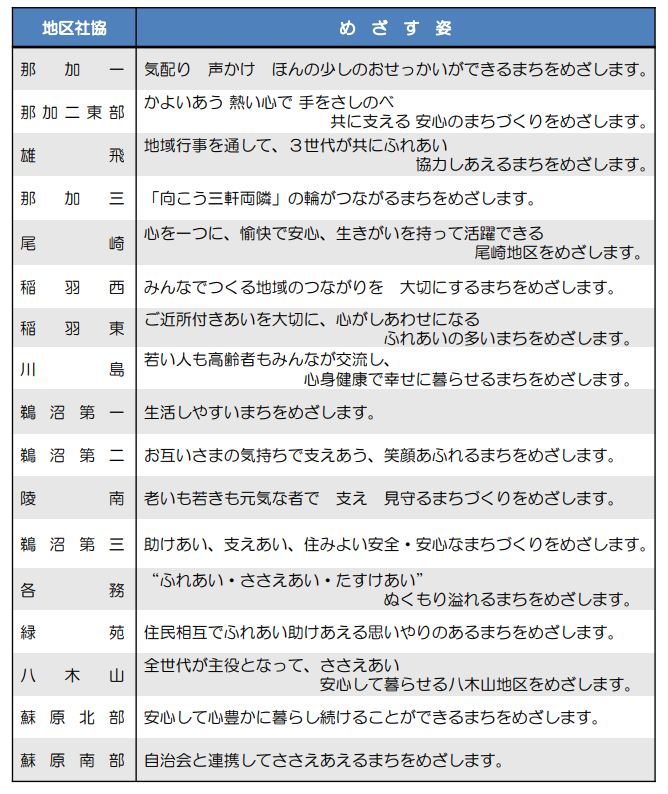 地区社協 めざす姿
那加一 気配り　声かけ　ほんの少しのおせっかいができるまちをめざします。
那加二東部 かよいあう 熱い心で 手をさしのべ
共に支える 安心のまちづくりをめざします。
雄飛 地域行事を通して、３世代が共にふれあい
協力しあえるまちをめざします。
那加三 「向こう三軒両隣」の輪がつながるまちをめざします。
尾崎 心を一つに、愉快で安心、生きがいを持って活躍できる
尾崎地区をめざします。
稲羽西 みんなでつくる地域のつながりを　大切にするまちをめざします。
稲羽東 ご近所付きあいを大切に、心がしあわせになる
ふれあいの多いまちをめざします。
川島 若い人も高齢者もみんなが交流し、
心身健康で幸せに暮らせるまちをめざします。
鵜沼第一 生活しやすいまちをめざします。
鵜沼第二 お互いさまの気持ちで支えあう、笑顔あふれるまちをめざします。
陵南 老いも若きも元気な者で　支え　見守るまちづくりをめざします。
鵜沼第三 助けあい、支えあい、住みよい安全・安心なまちづくりをめざします。
各務 “ふれあい・ささえあい・たすけあい”
ぬくもり溢れるまちをめざします。
緑苑 住民相互でふれあい助けあえる思いやりのあるまちをめざします。
八木山 全世代が主役となって、ささえあい
安心して暮らせる八木山地区をめざします。
蘇原北部 安心して心豊かに暮らし続けることができるまちをめざします。
蘇原南部 自治会と連携してささえあえるまちをめざします。